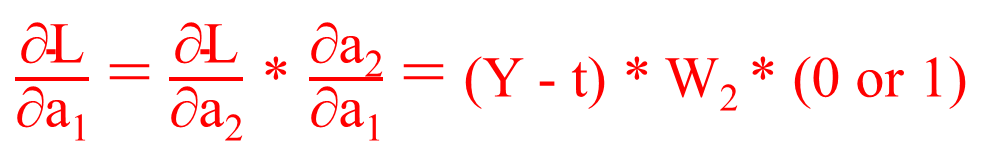 ∂L/∂a₁ = ∂L/∂a₂ * ∂a₂/∂a₁ = (Y - t) * W₂ * (0 or 1)